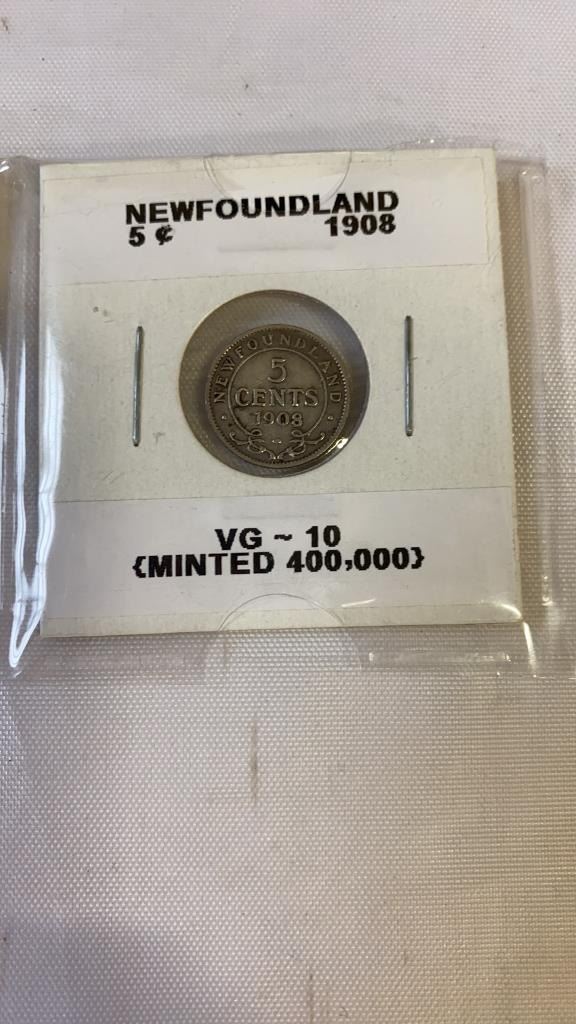 NEWFOUNDLAND
5 ¢ 1908
NEWFOUNDLAND
5
CENTS
1908
VG ~ 10
{MINTED 400,000}